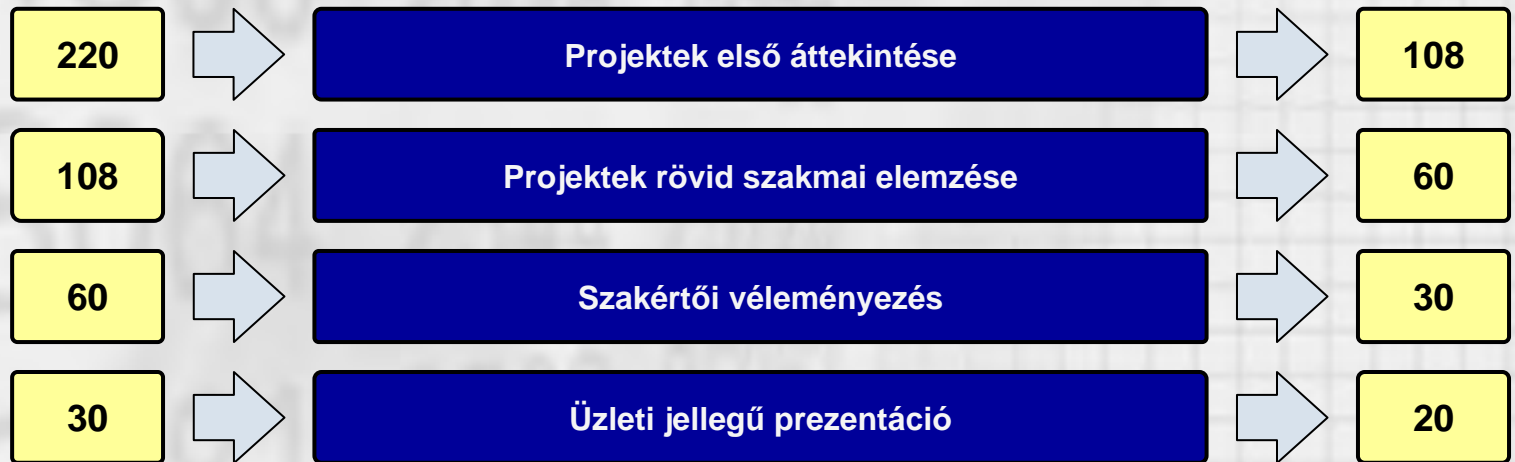 220 Projektek első áttekintése 108
108 Projektek rövid szakmai elemzése 60
60 Szakértői véleményezés 30
30 Üzleti jellegű prezentáció 20